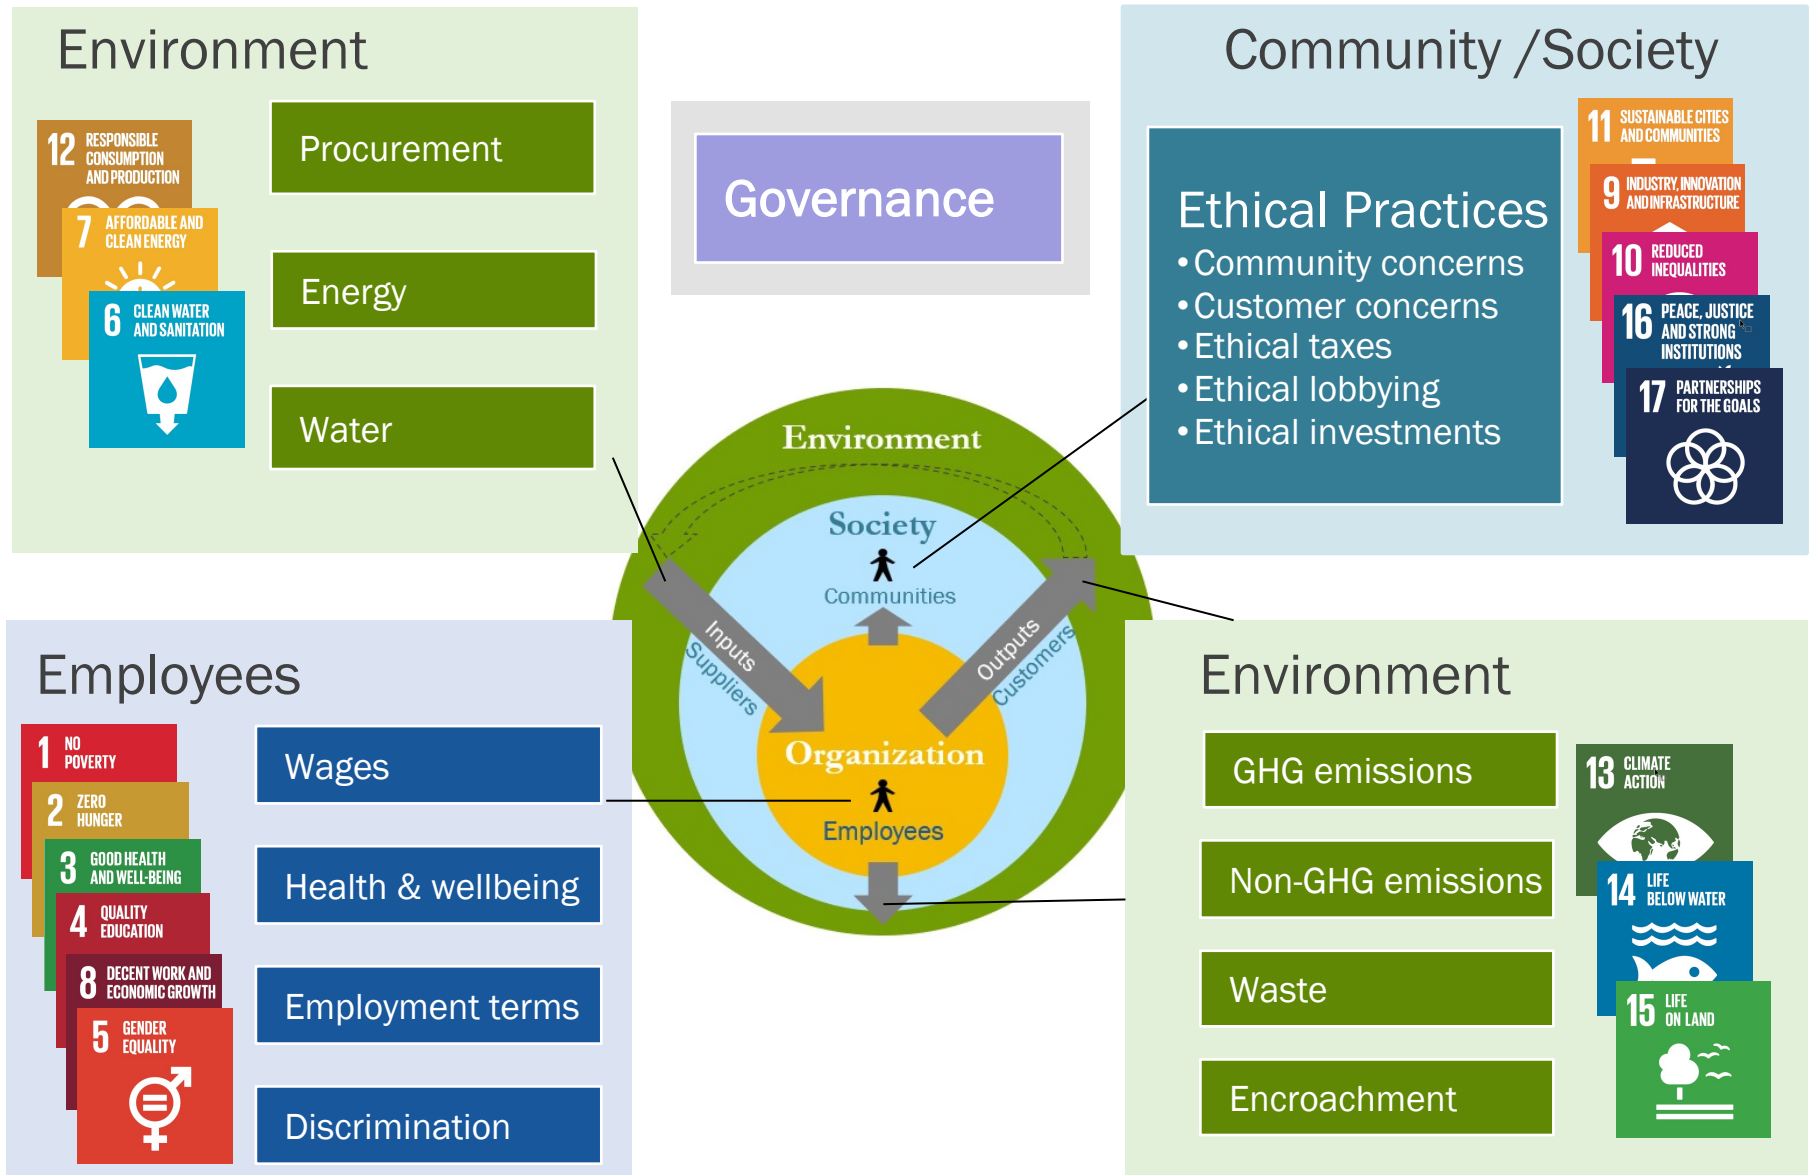 Environment
12 RESPONSIBLE
CONSUMPTION
AND PRODUCTION
7 AFFORDABLE AND
CLEAN ENERGY
6 CLEAN WATER
AND SANITATION
Procurement
Energy
Water
Governance
Community /Society
Ethical Practices
• Community concerns
• Customer concerns
• Ethical taxes
• Ethical lobbying
• Ethical investments
11 SUSTAINABLE CITIES
AND COMMUNITIES
9 INDUSTRY, INNOVATION
AND INFRASTRUCTURE
10 REDUCED
INEQUALITIES
16 PEACE, JUSTICE
AND STRONG
INSTITUTIONS
17 PARTNERSHIPS
FOR THE GOALS
Environment
Society
Communities
Inputs
Suppliers
Outputs
Customers
Organization
Employees
Employees
1 NO
POVERTY
2 ZERO
HUNGER
3 GOOD HEALTH
AND WELL-BEING
4 QUALITY
EDUCATION
8 DECENT WORK AND
ECONOMIC GROWTH
5 GENDER
EQUALITY
Wages
Health & wellbeing
Employment terms
Discrimination
Environment
GHG emissions
Non-GHG emissions
Waste
Encroachment
13 CLIMATE
ACTION
14 LIFE
BELOW WATER
15 LIFE
ON LAND